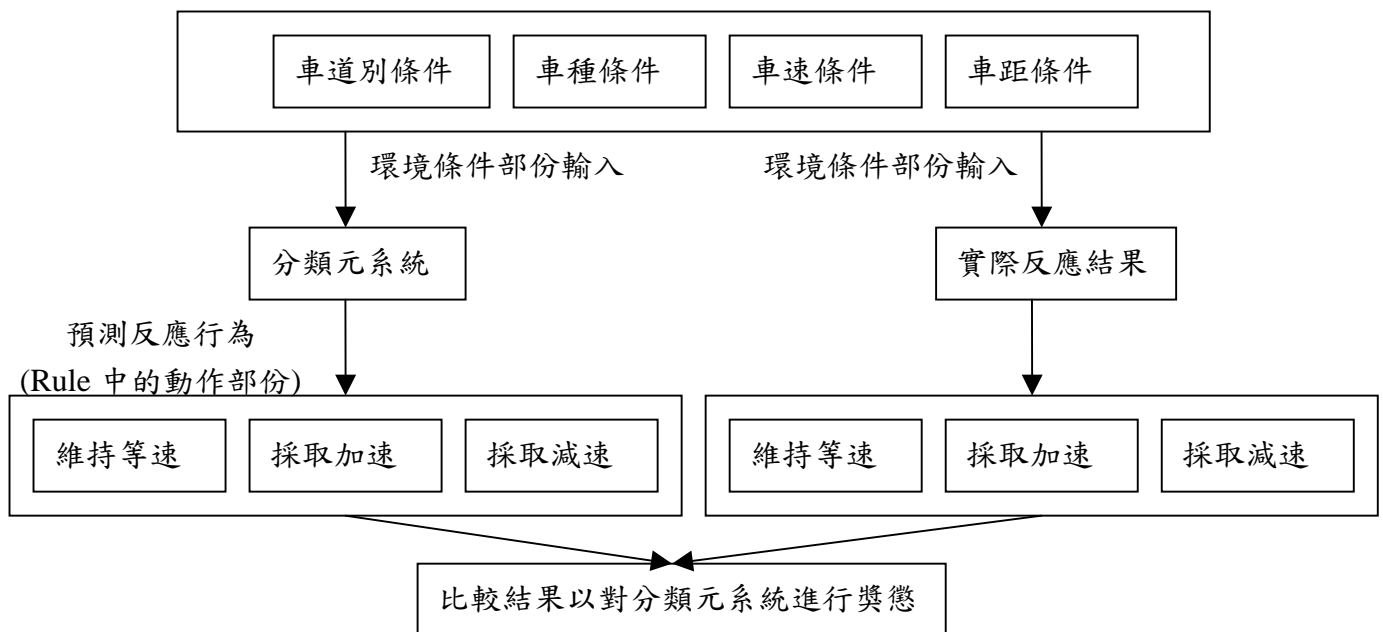 車道別條件
車種條件
車速條件
車距條件
環境條件部份輸入
環境條件部份輸入
分類元系統
實際反應結果
預測反應行為
(Rule 中的動作部份)
維持等速
採取加速
採取減速
維持等速
採取加速
採取減速
比較結果以對分類元系統進行獎懲